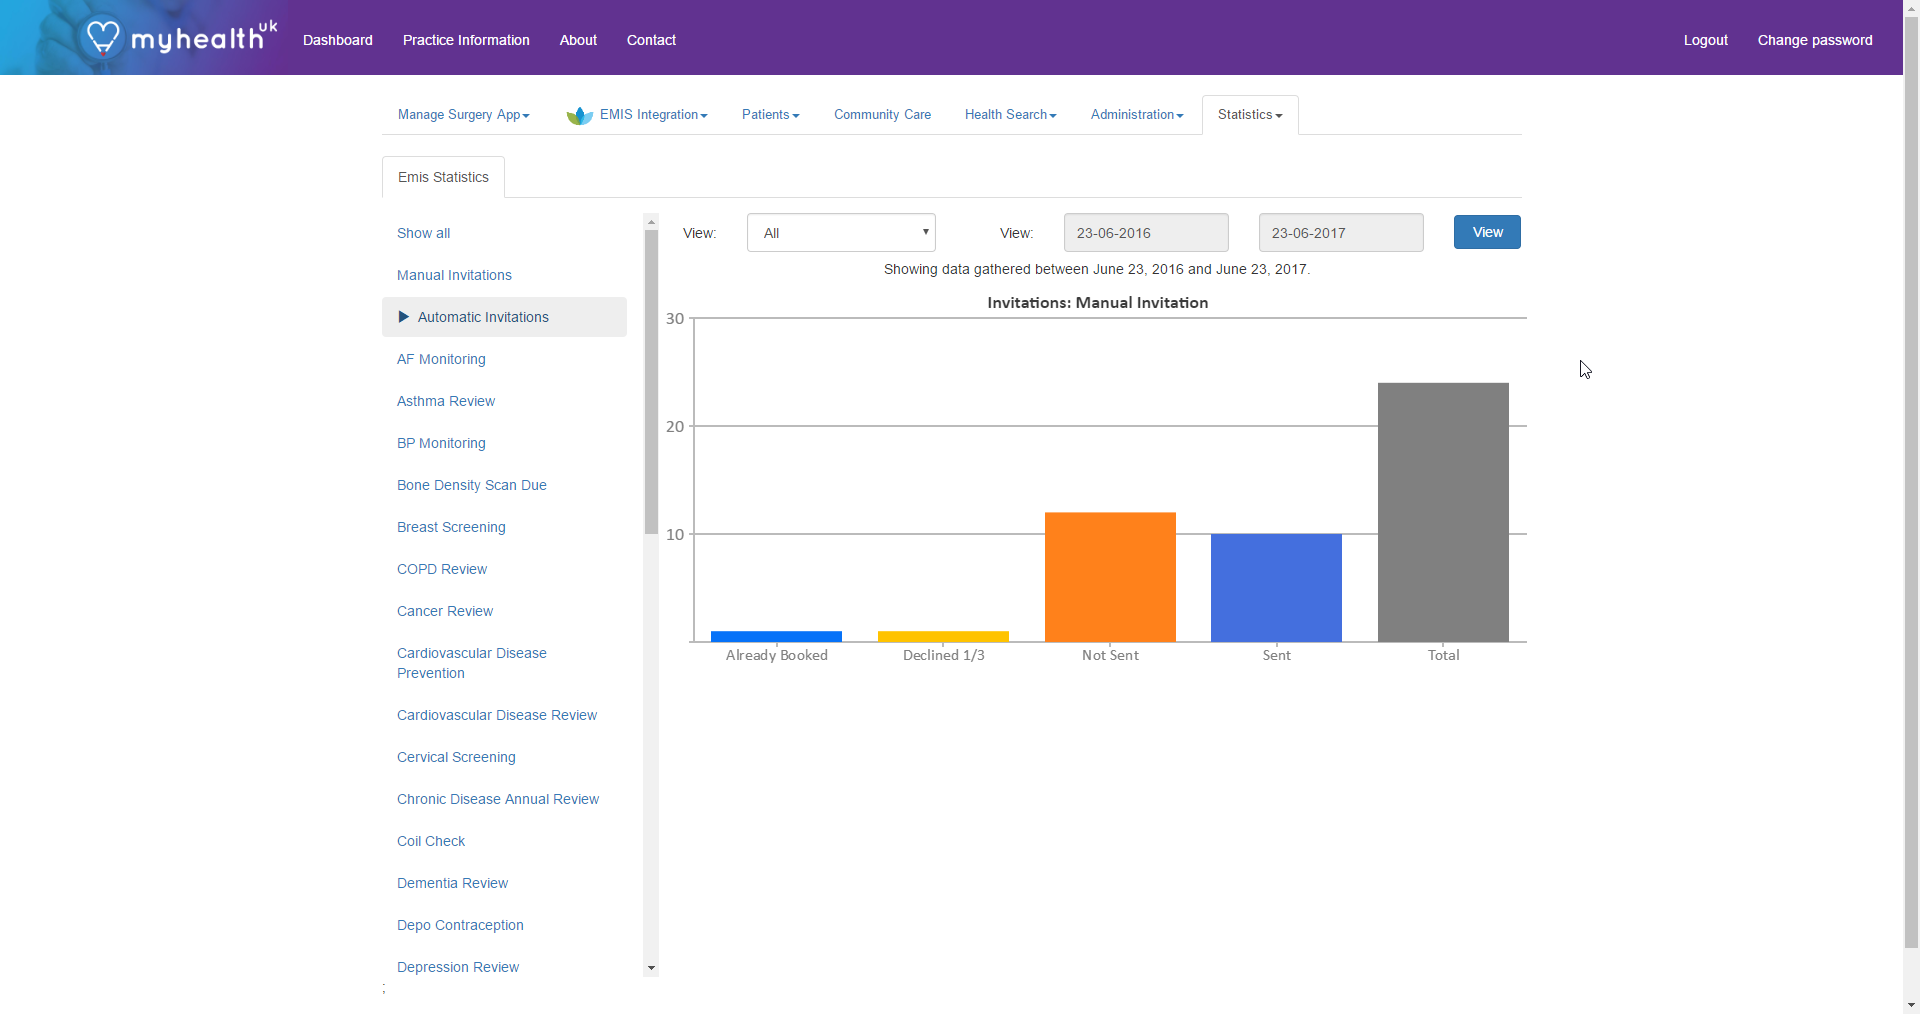 myhealth uk
Dashboard
Practice Information
About
Contact
Logout
Change password
Manage Surgery App
EMIS Integration
Patients
Community Care
Health Search
Administration
Statistics
Emis Statistics
Show all
Manual Invitations
Automatic Invitations
AF Monitoring
Asthma Review
BP Monitoring
Bone Density Scan Due
Breast Screening
COPD Review
Cancer Review
Cardiovascular Disease
Prevention
Cardiovascular Disease Review
Cervical Screening
Chronic Disease Annual Review
Coil Check
Dementia Review
Depo Contraception
Depression Review
;
View:
All
View:
23-06-2016
23-06-2017
View
Showing data gathered between June 23, 2016 and June 23, 2017.
Invitations: Manual Invitation
30
20
10
Already Booked
Declined 1/3
Not Sent
Sent
Total